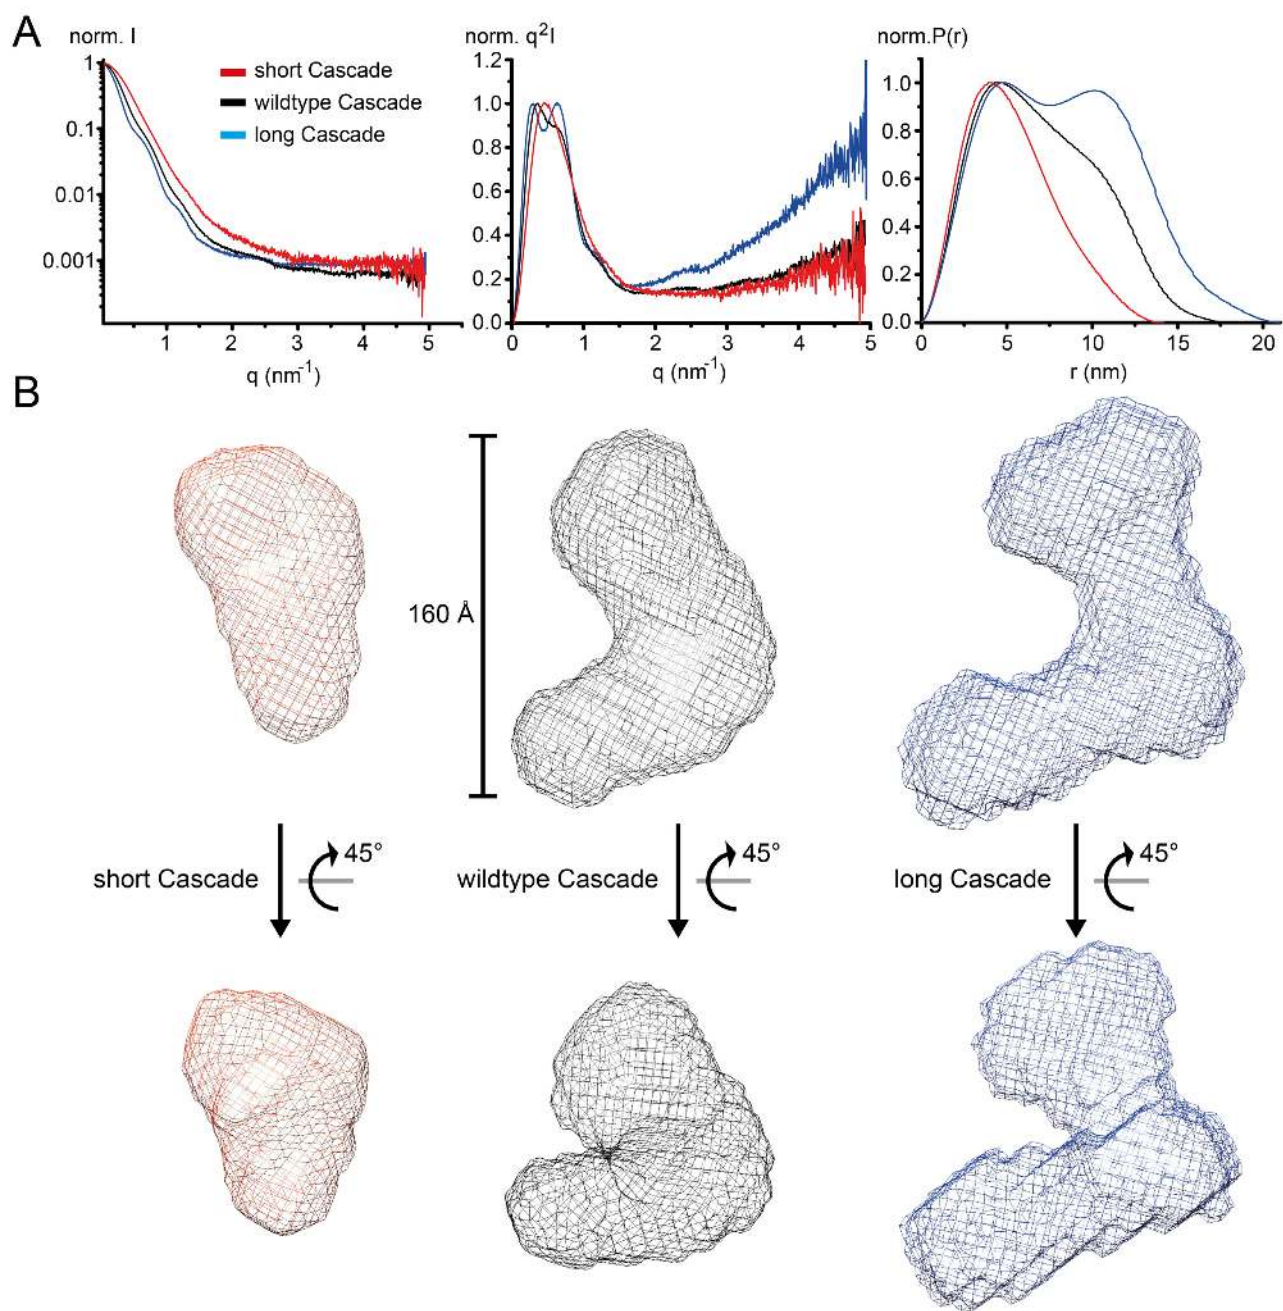 A
norm. I
norm. q²I
norm.P(r)
short Cascade
wildtype Cascade
long Cascade
1
0.1
0.01
0.001
0 1 2 3 4 5
q (nm⁻¹)
1.2
1.0
0.8
0.6
0.4
0.2
0.0
0 1 2 3 4 5
q (nm⁻¹)
1.0
0.8
0.6
0.4
0.2
0.0
0 5 10 15 20
r (nm)
B
160 Å
short Cascade 45°
wildtype Cascade 45°
long Cascade 45°